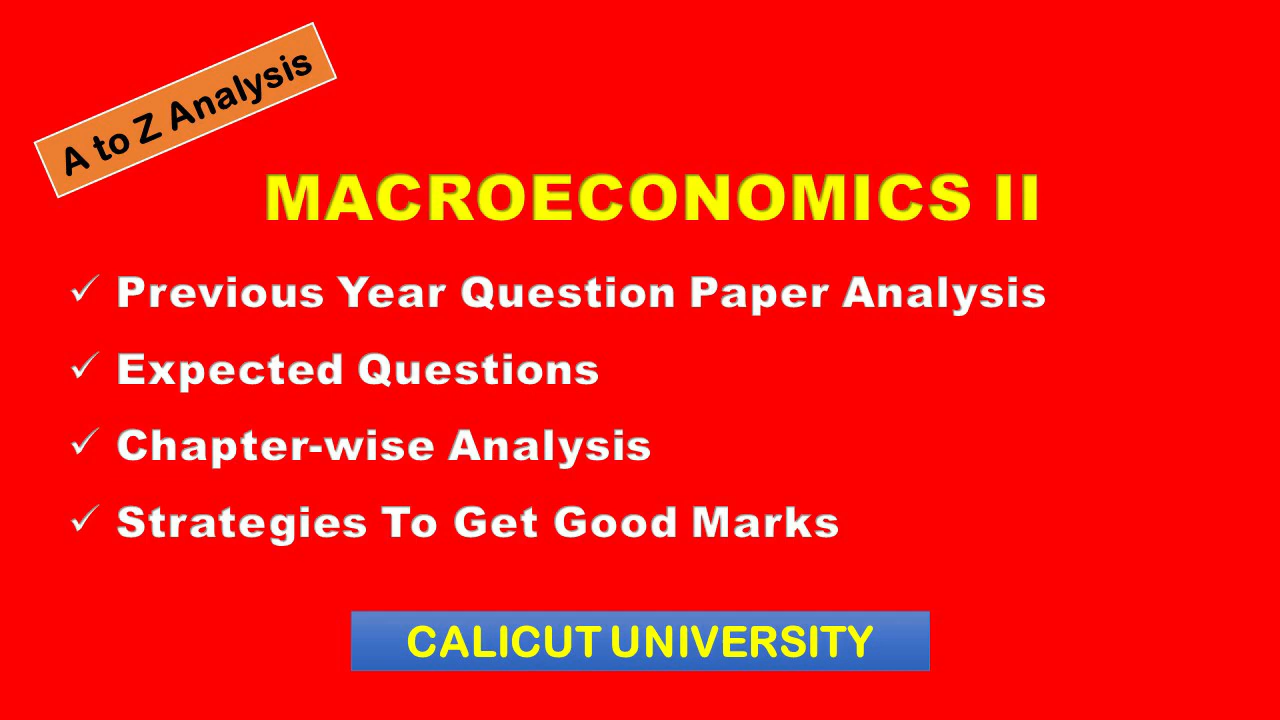 A to Z Analysis
MACROECONOMICS II
✓ Previous Year Question Paper Analysis
✓ Expected Questions
✓ Chapter-wise Analysis
✓ Strategies To Get Good Marks
CALICUT UNIVERSITY